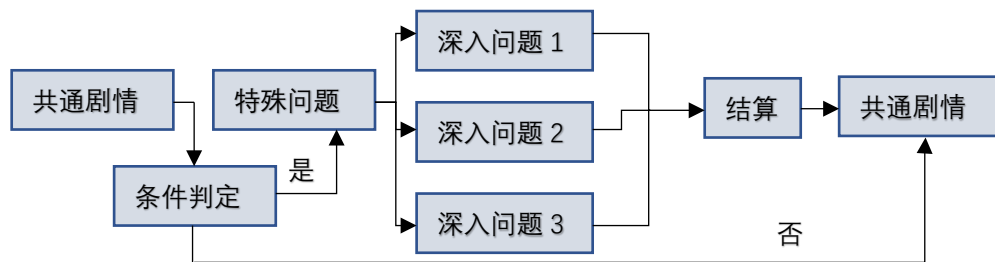 深入问题 1
共通剧情
特殊问题
结算
共通剧情
深入问题 2
是
条件判定
深入问题 3
否